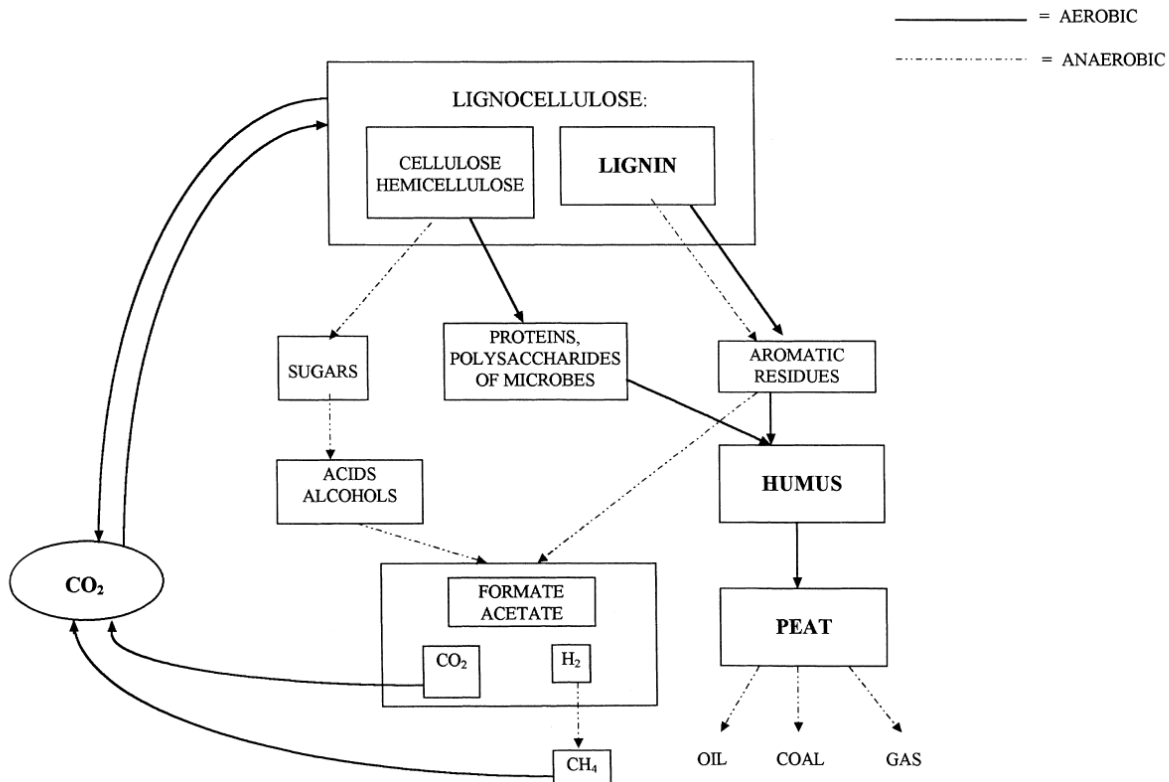 = AEROBIC
= ANAEROBIC
LIGNOCELLULOSE:
CELLULOSE
HEMICELLULOSE
LIGNIN
SUGARS
PROTEINS,
POLYSACCHARIDES
OF MICROBES
AROMATIC
RESIDUES
ACIDS
ALCOHOLS
HUMUS
CO₂
FORMATE
ACETATE
CO₂
H₂
PEAT
CH₄
OIL
COAL
GAS